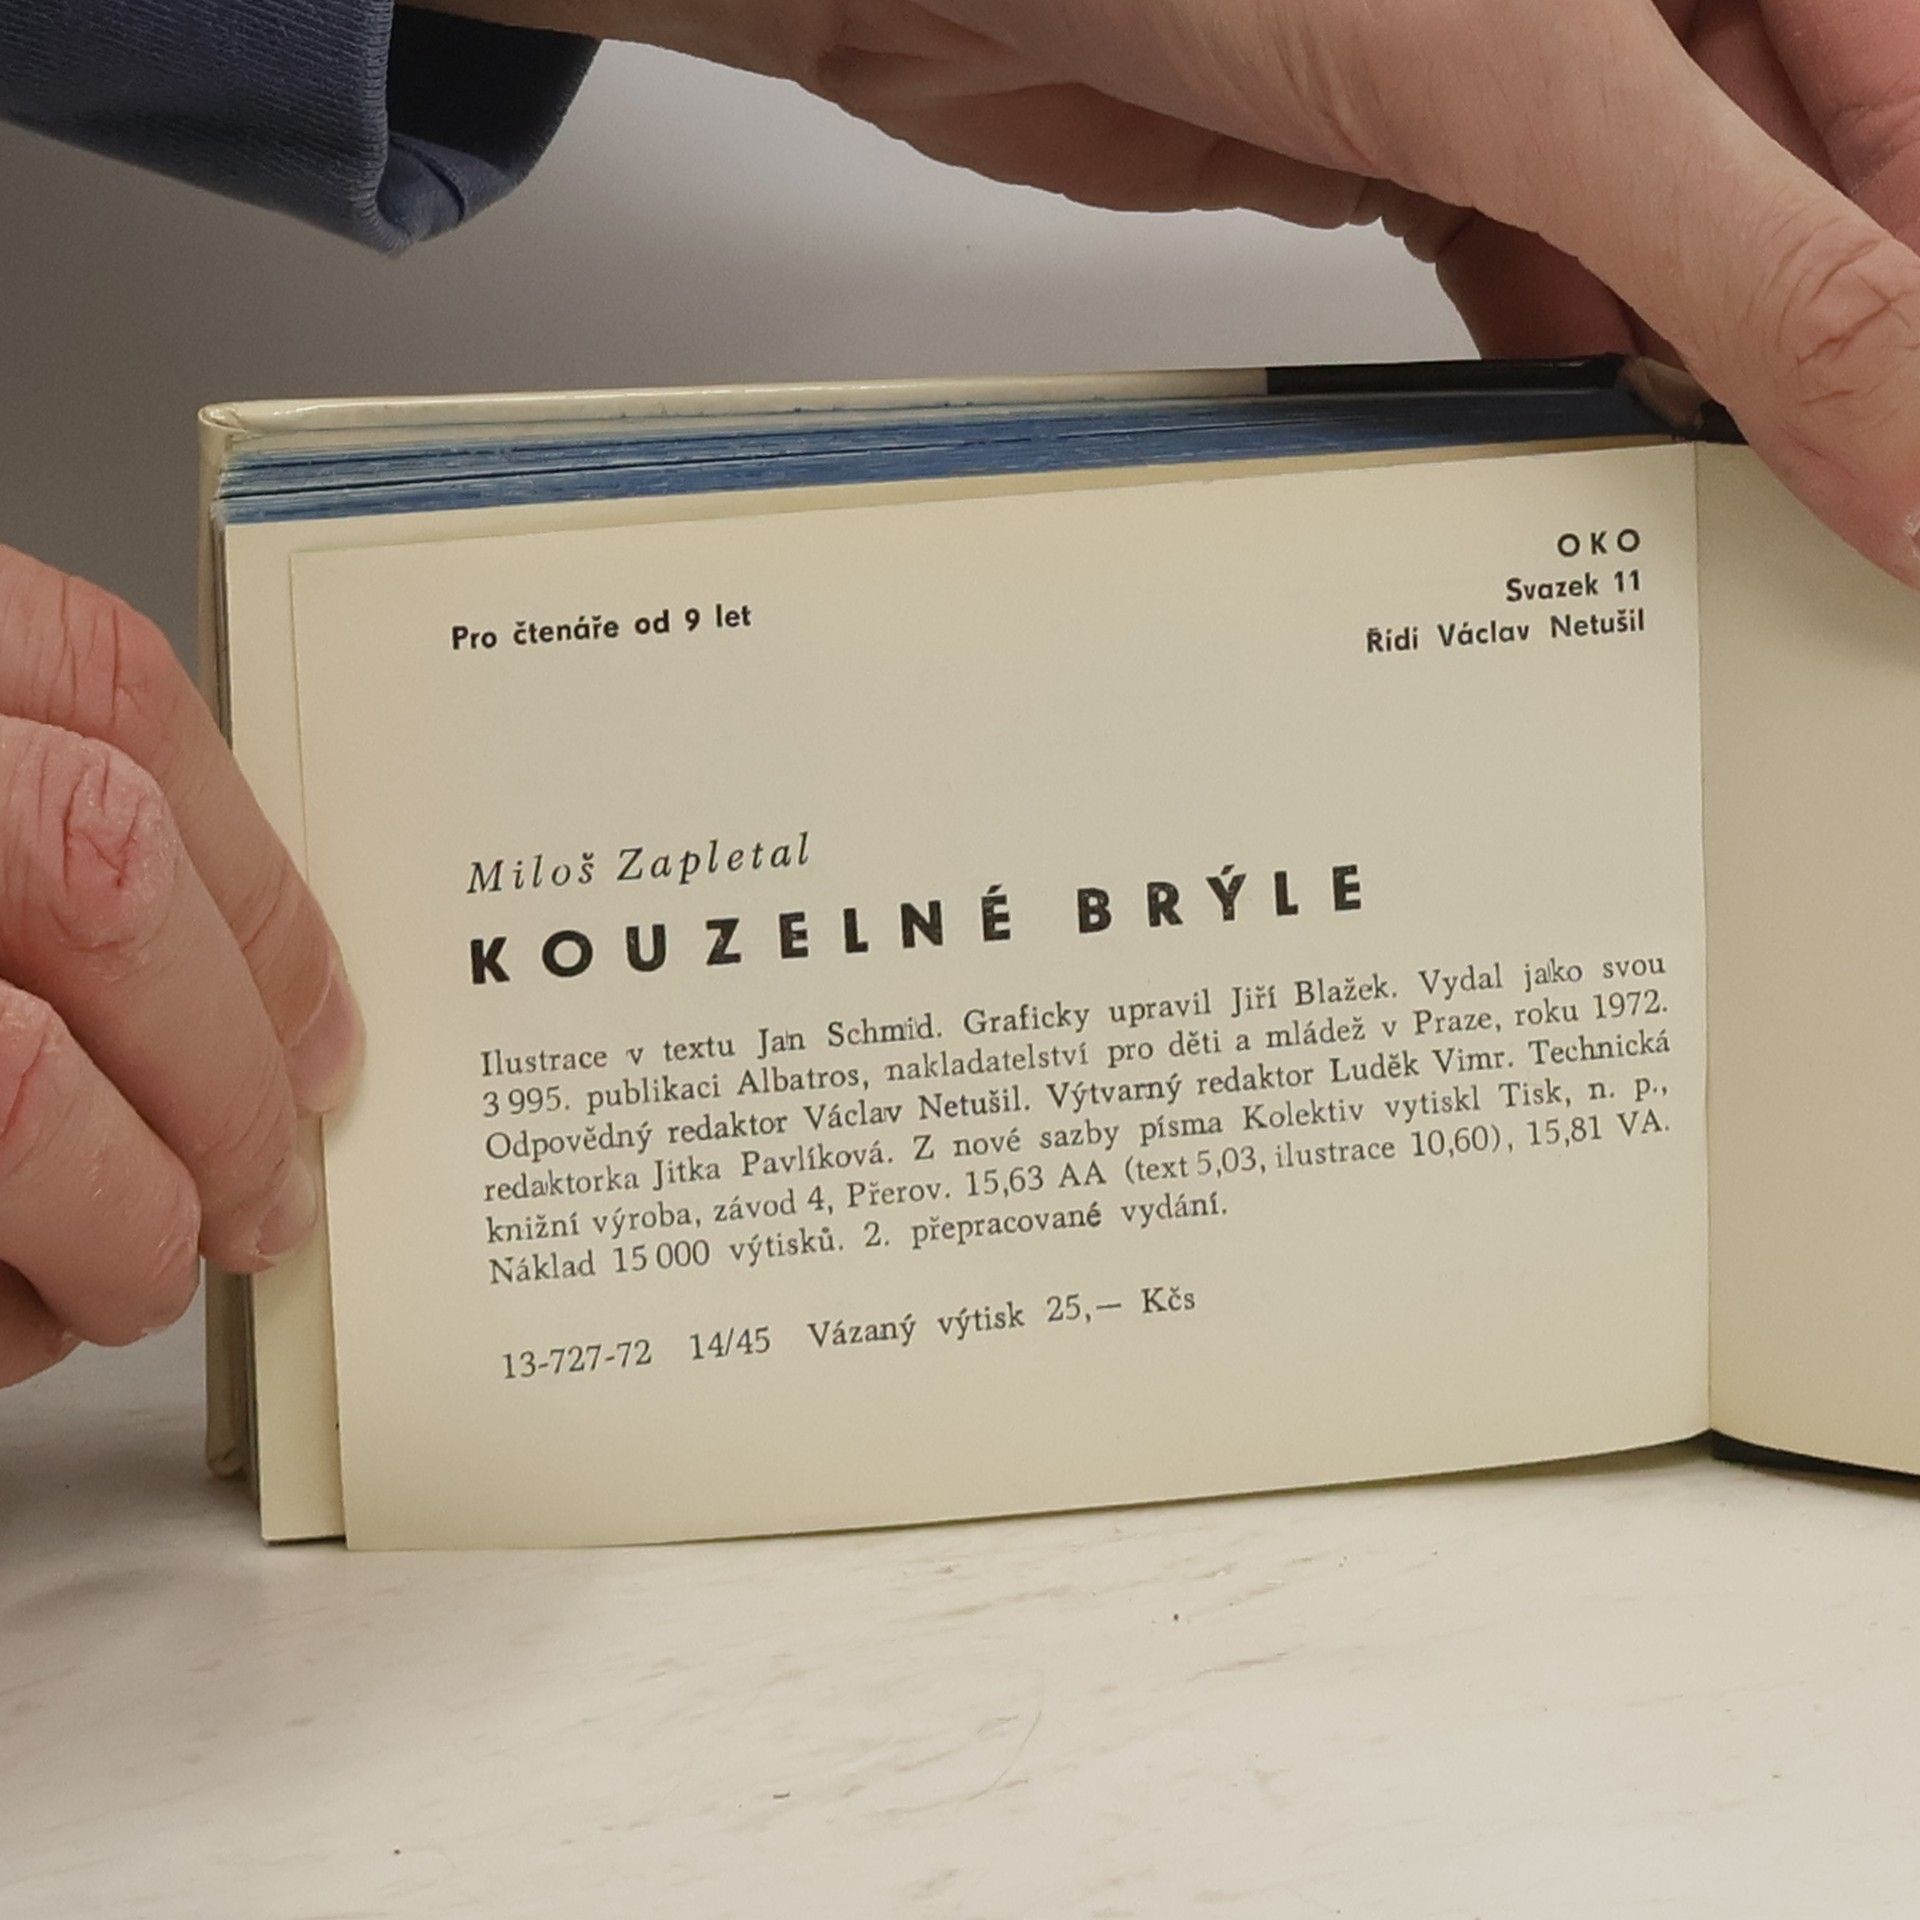 OKO
Svazek 11
Pro čtenáře od 9 let
Řídí Václav Netušil
Miloš Zapletal
KOUZELNÉ BRÝLE
Ilustrace v textu Jan Schmid. Graficky upravil Jiří Blažek. Vydal jako svou
3 995. publikaci Albatros, nakladatelství pro děti a mládež v Praze, roku 1972.
Odpovědný redaktor Václav Netušil. Výtvarný redaktor Luděk Vimr. Technická
redaktorka Jitka Pavlíková. Z nové sazby písma Kolektiv vytiskl Tisk, n. p.,
knižní výroba, závod 4, Přerov. 15,63 AA (text 5,03, ilustrace 10,60), 15,81 VA.
Náklad 15 000 výtisků. 2. přepracované vydání.
13-727-72 14/45 Vázaný výtisk 25,— Kčs